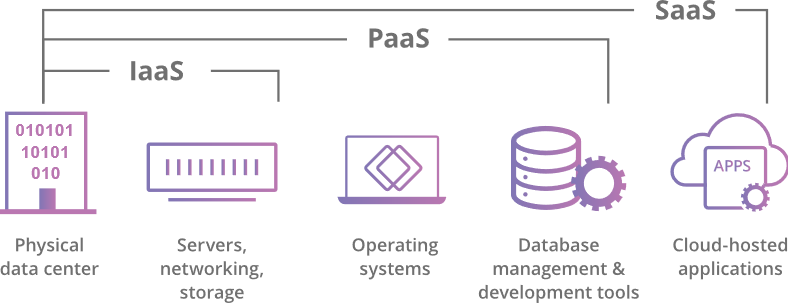 SaaS
PaaS
IaaS
010101
10101
010
APPS
Physical
data center
Servers,
networking,
storage
Operating
systems
Database
management &
development tools
Cloud-hosted
applications